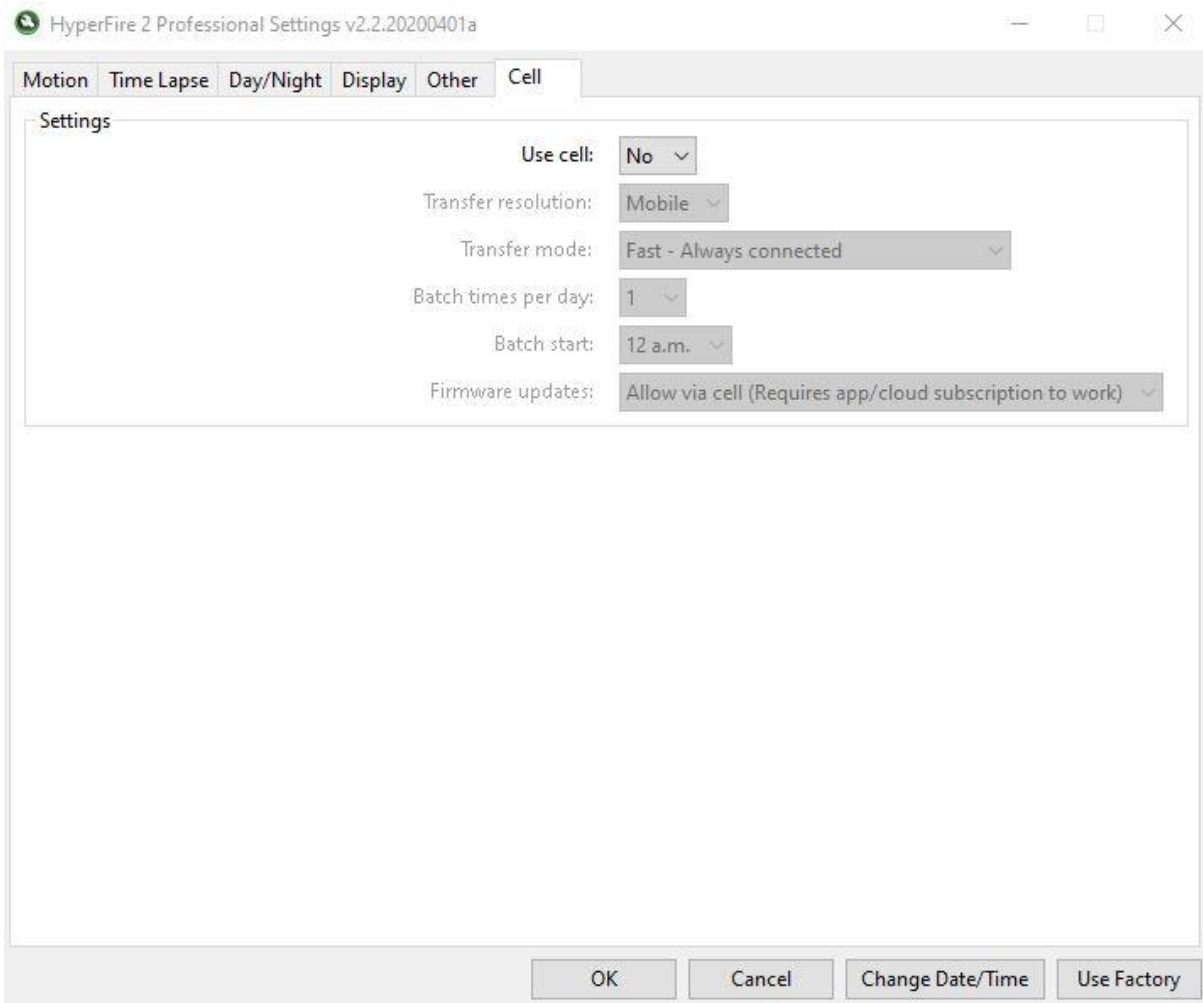 HyperFire 2 Professional Settings v2.2.20200401a
Motion Time Lapse Day/Night Display Other Cell
Settings
Use cell: No
Transfer resolution: Mobile
Transfer mode: Fast - Always connected
Batch times per day: 1
Batch start: 12 a.m.
Firmware updates: Allow via cell (Requires app/cloud subscription to work)
OK Cancel Change Date/Time Use Factory